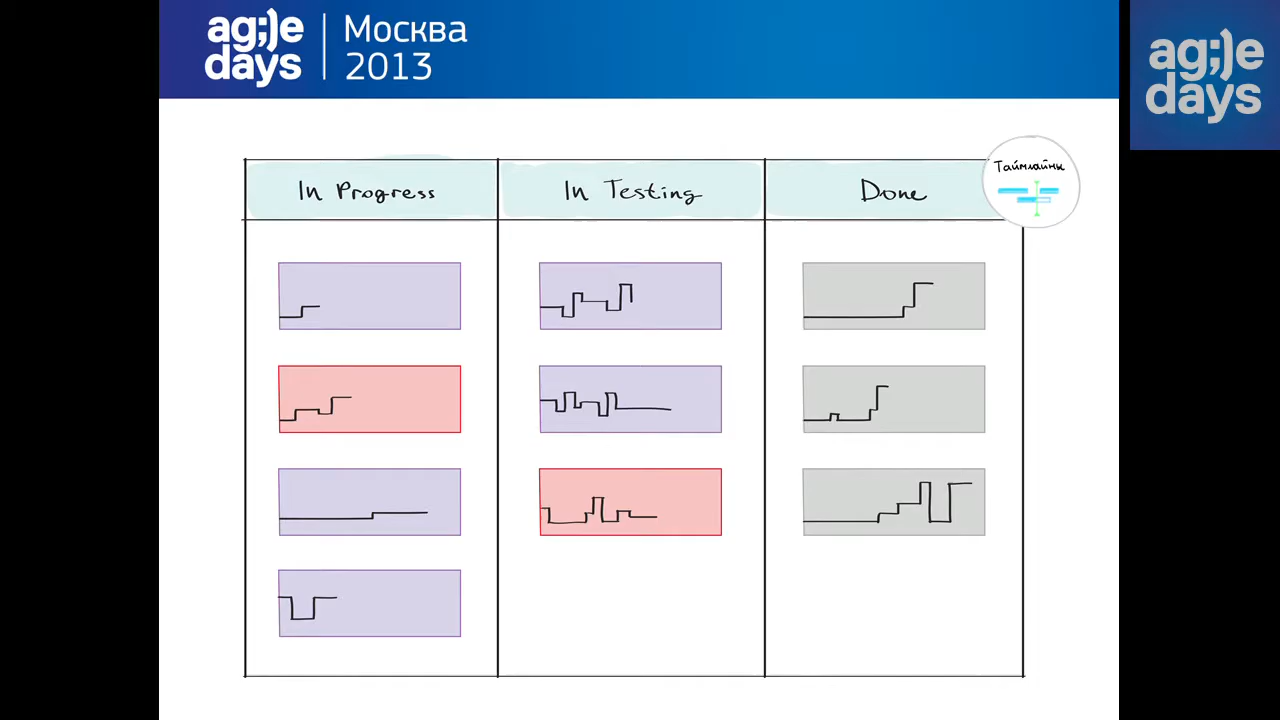 ag;)e
days
Москва
2013
ag;)e
days
Таймлайны
In Progress
In Testing
Done